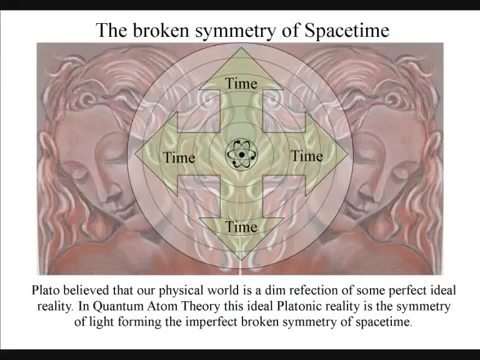 The broken symmetry of Spacetime
Time
Time
Time
Time
Plato believed that our physical world is a dim refection of some perfect ideal
reality. In Quantum Atom Theory this ideal Platonic reality is the symmetry
of light forming the imperfect broken symmetry of spacetime.